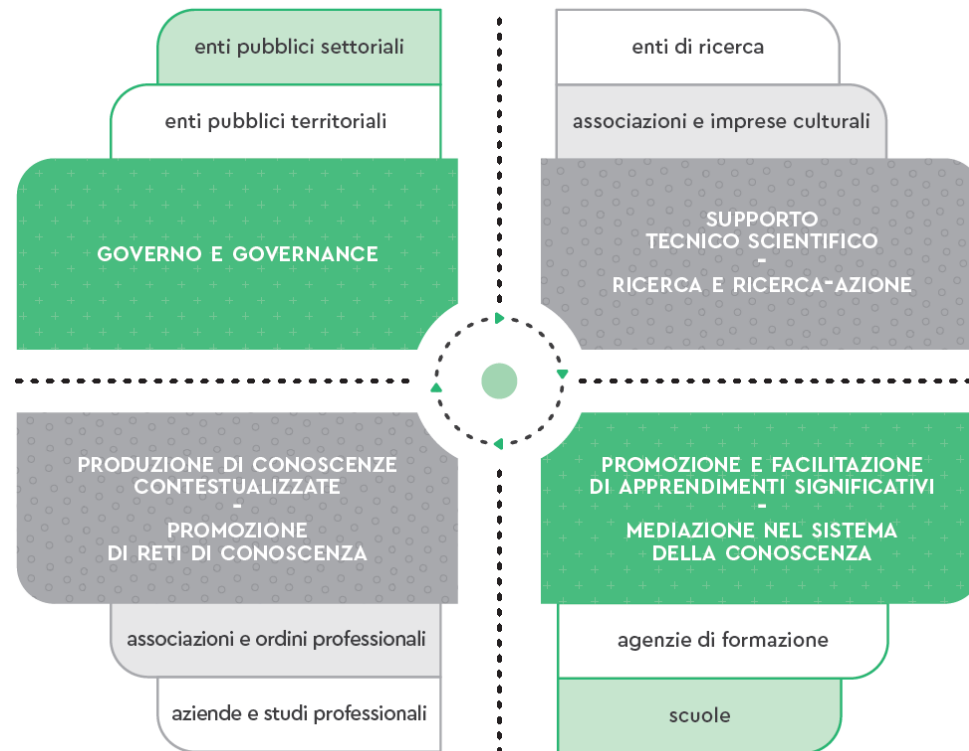 enti pubblici settoriali
enti pubblici territoriali
GOVERNO E GOVERNANCE
enti di ricerca
associazioni e imprese culturali
SUPPORTO
TECNICO SCIENTIFICO
-
RICERCA E RICERCA-AZIONE
PRODUZIONE DI CONOSCENZE
CONTESTUALIZZATE
-
PROMOZIONE
DI RETI DI CONOSCENZA
associazioni e ordini professionali
aziende e studi professionali
PROMOZIONE E FACILITAZIONE
DI APPRENDIMENTI SIGNIFICATIVI
-
MEDIAZIONE NEL SISTEMA
DELLA CONOSCENZA
agenzie di formazione
scuole